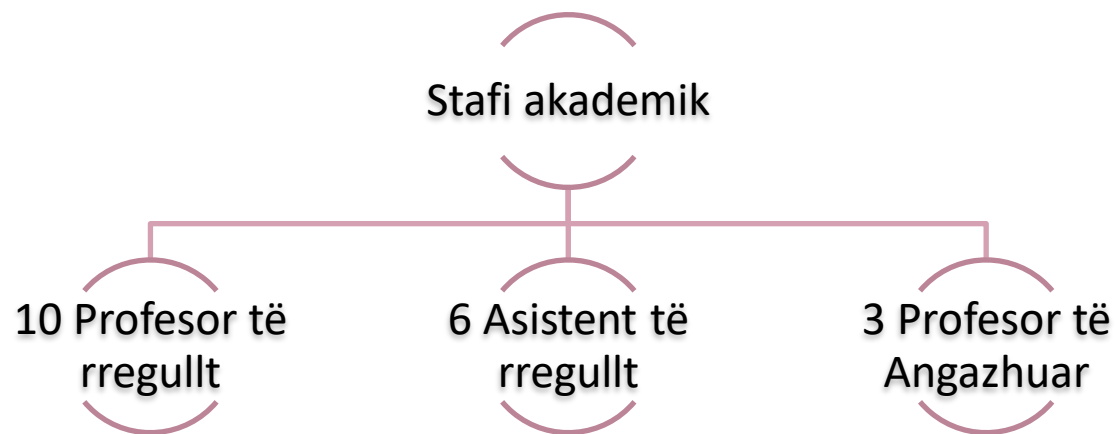 Stafi akademik
10 Profesor të
rregullt
6 Asistent të
rregullt
3 Profesor të
Angazhuar